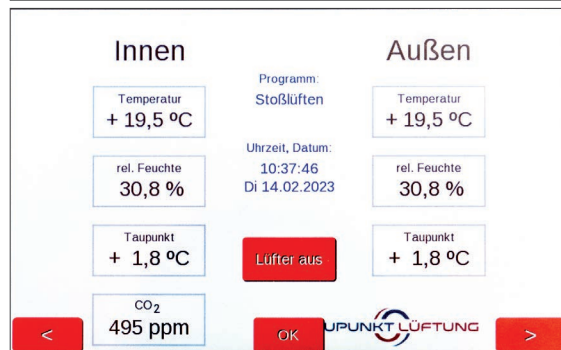 Innen
Temperatur
+ 19,5 ºC
rel. Feuchte
30,8 %
Taupunkt
+ 1,8 ºC
CO2
495 ppm
Programm:
Stoßlüften
Uhrzeit, Datum:
10:37:46
Di 14.02.2023
Lüfter aus
Außen
Temperatur
+ 19,5 ºC
rel. Feuchte
30,8 %
Taupunkt
+ 1,8 ºC
<
OK
UPUNKT LÜFTUNG
>